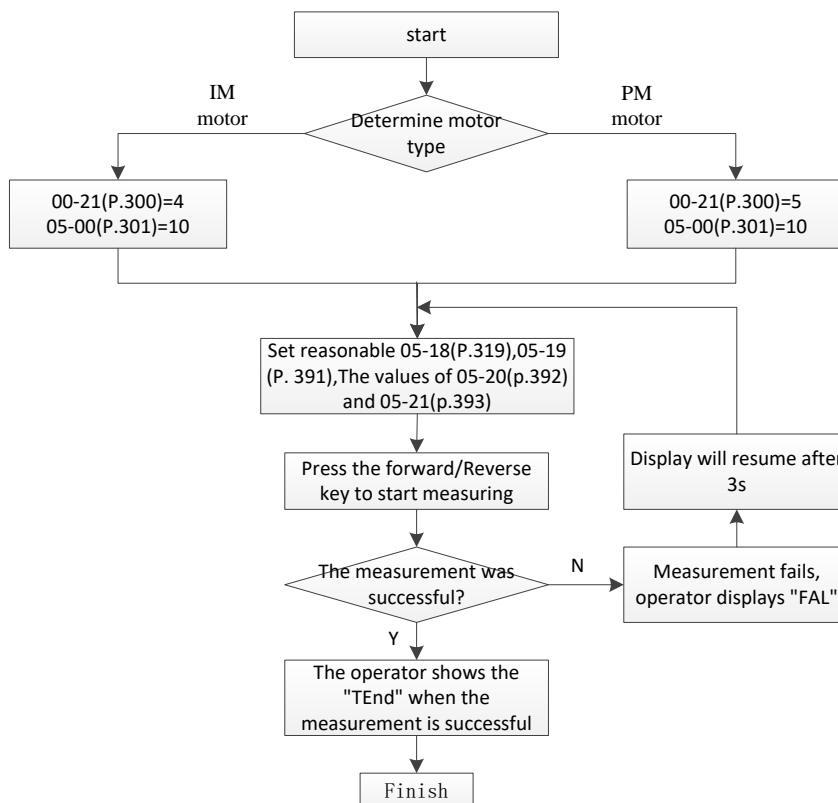 start
IM
motor
PM
motor
Determine motor
type
00-21(P.300)=4
05-00(P.301)=10
00-21(P.300)=5
05-00(P.301)=10
Set reasonable 05-18(P.319),05-19
(P. 391),The values of 05-20(p.392)
and 05-21(p.393)
Press the forward/Reverse
key to start measuring
Display will resume after
3s
The measurement was
successful?
N
Measurement fails,
operator displays "FAL"
Y
The operator shows the
"TEnd" when the
measurement is successful
Finish